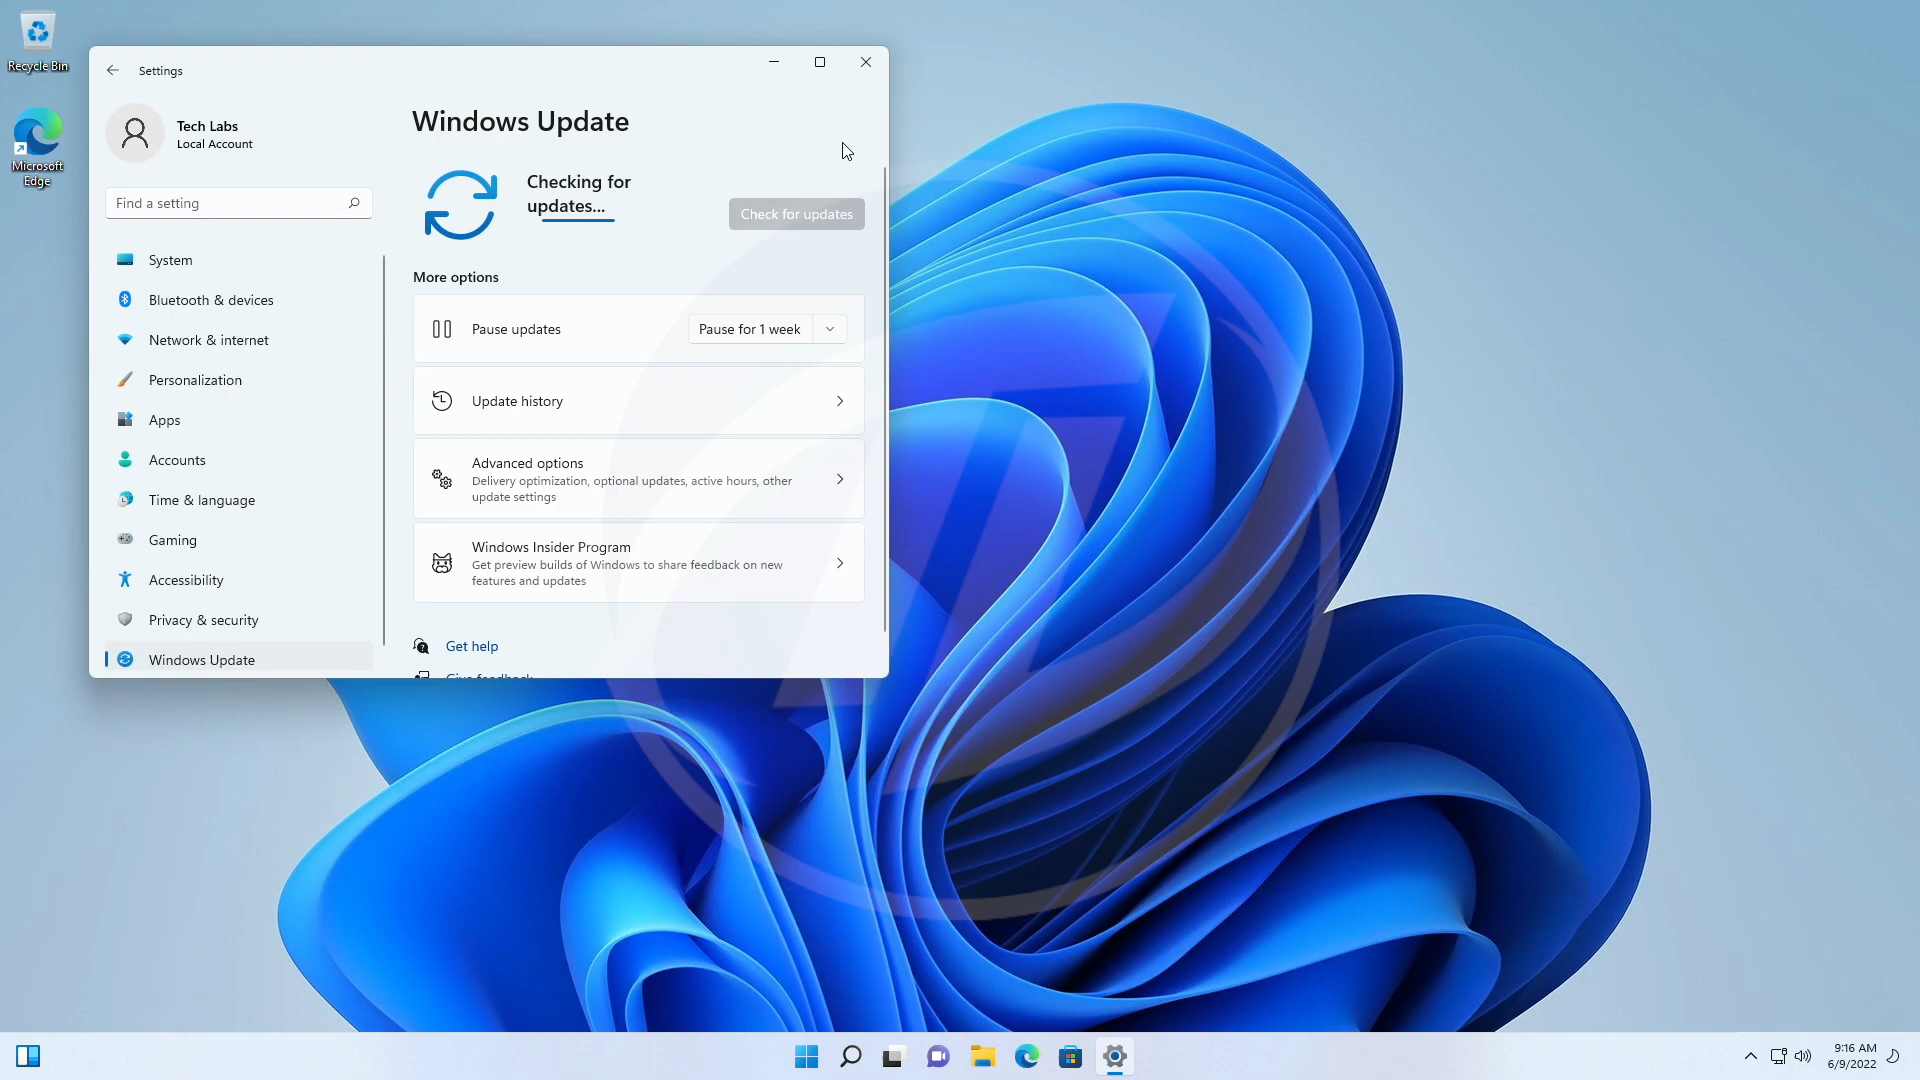 Recycle Bin
Microsoft
Edge
Settings
Tech Labs
Local Account
Find a setting
System
Bluetooth & devices
Network & internet
Personalization
Apps
Accounts
Time & language
Gaming
Accessibility
Privacy & security
Windows Update
Windows Update
Checking for
updates...
Check for updates
More options
Pause updates
Pause for 1 week
Update history
Advanced options
Delivery optimization, optional updates, active hours, other
update settings
Windows Insider Program
Get preview builds of Windows to share feedback on new
features and updates
Get help
Give feedback
9:16 AM
6/9/2022